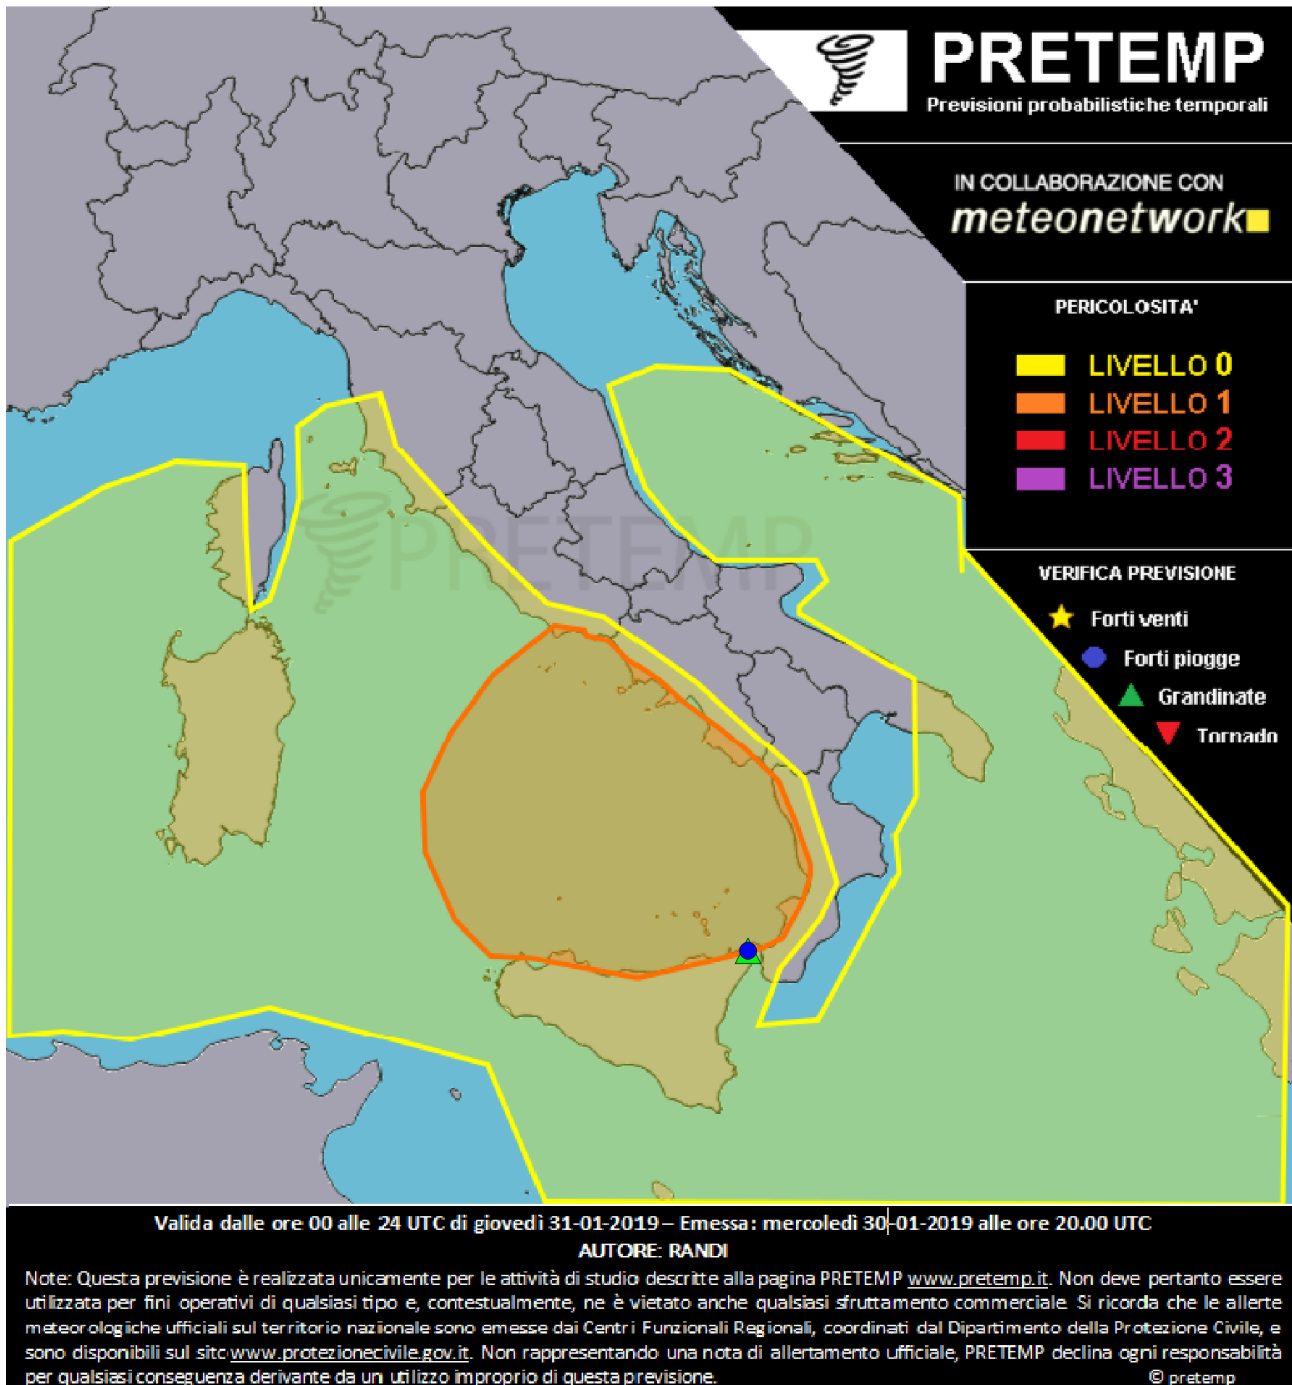 PRETEMP
Previsioni probabilistiche temporali
IN COLLABORAZIONE CON
meteonetwork
PERICOLOSITA'
LIVELLO 0
LIVELLO 1
LIVELLO 2
LIVELLO 3
PRETEMP
VERIFICA PREVISIONE
Forti venti
Forti piogge
Grandinate
Tornado
Valida dalle ore 00 alle 24 UTC di giovedì 31-01-2019 – Emessa: mercoledì 30-01-2019 alle ore 20.00 UTC
AUTORE: RANDI
Note: Questa previsione è realizzata unicamente per le attività di studio descritte alla pagina PRETEMP www.pretemp.it. Non deve pertanto essere
utilizzata per fini operativi di qualsiasi tipo e, contestualmente, ne è vietato anche qualsiasi sfruttamento commerciale. Si ricorda che le allerte
meteorologiche ufficiali sul territorio nazionale sono emesse dai Centri Funzionali Regionali, coordinati dal Dipartimento della Protezione Civile, e
sono disponibili sul sito www.protezionecivile.gov.it. Non rappresentando una nota di allertamento ufficiale, PRETEMP declina ogni responsabilità
per qualsiasi conseguenza derivante da un utilizzo improprio di questa previsione.
© pretemp